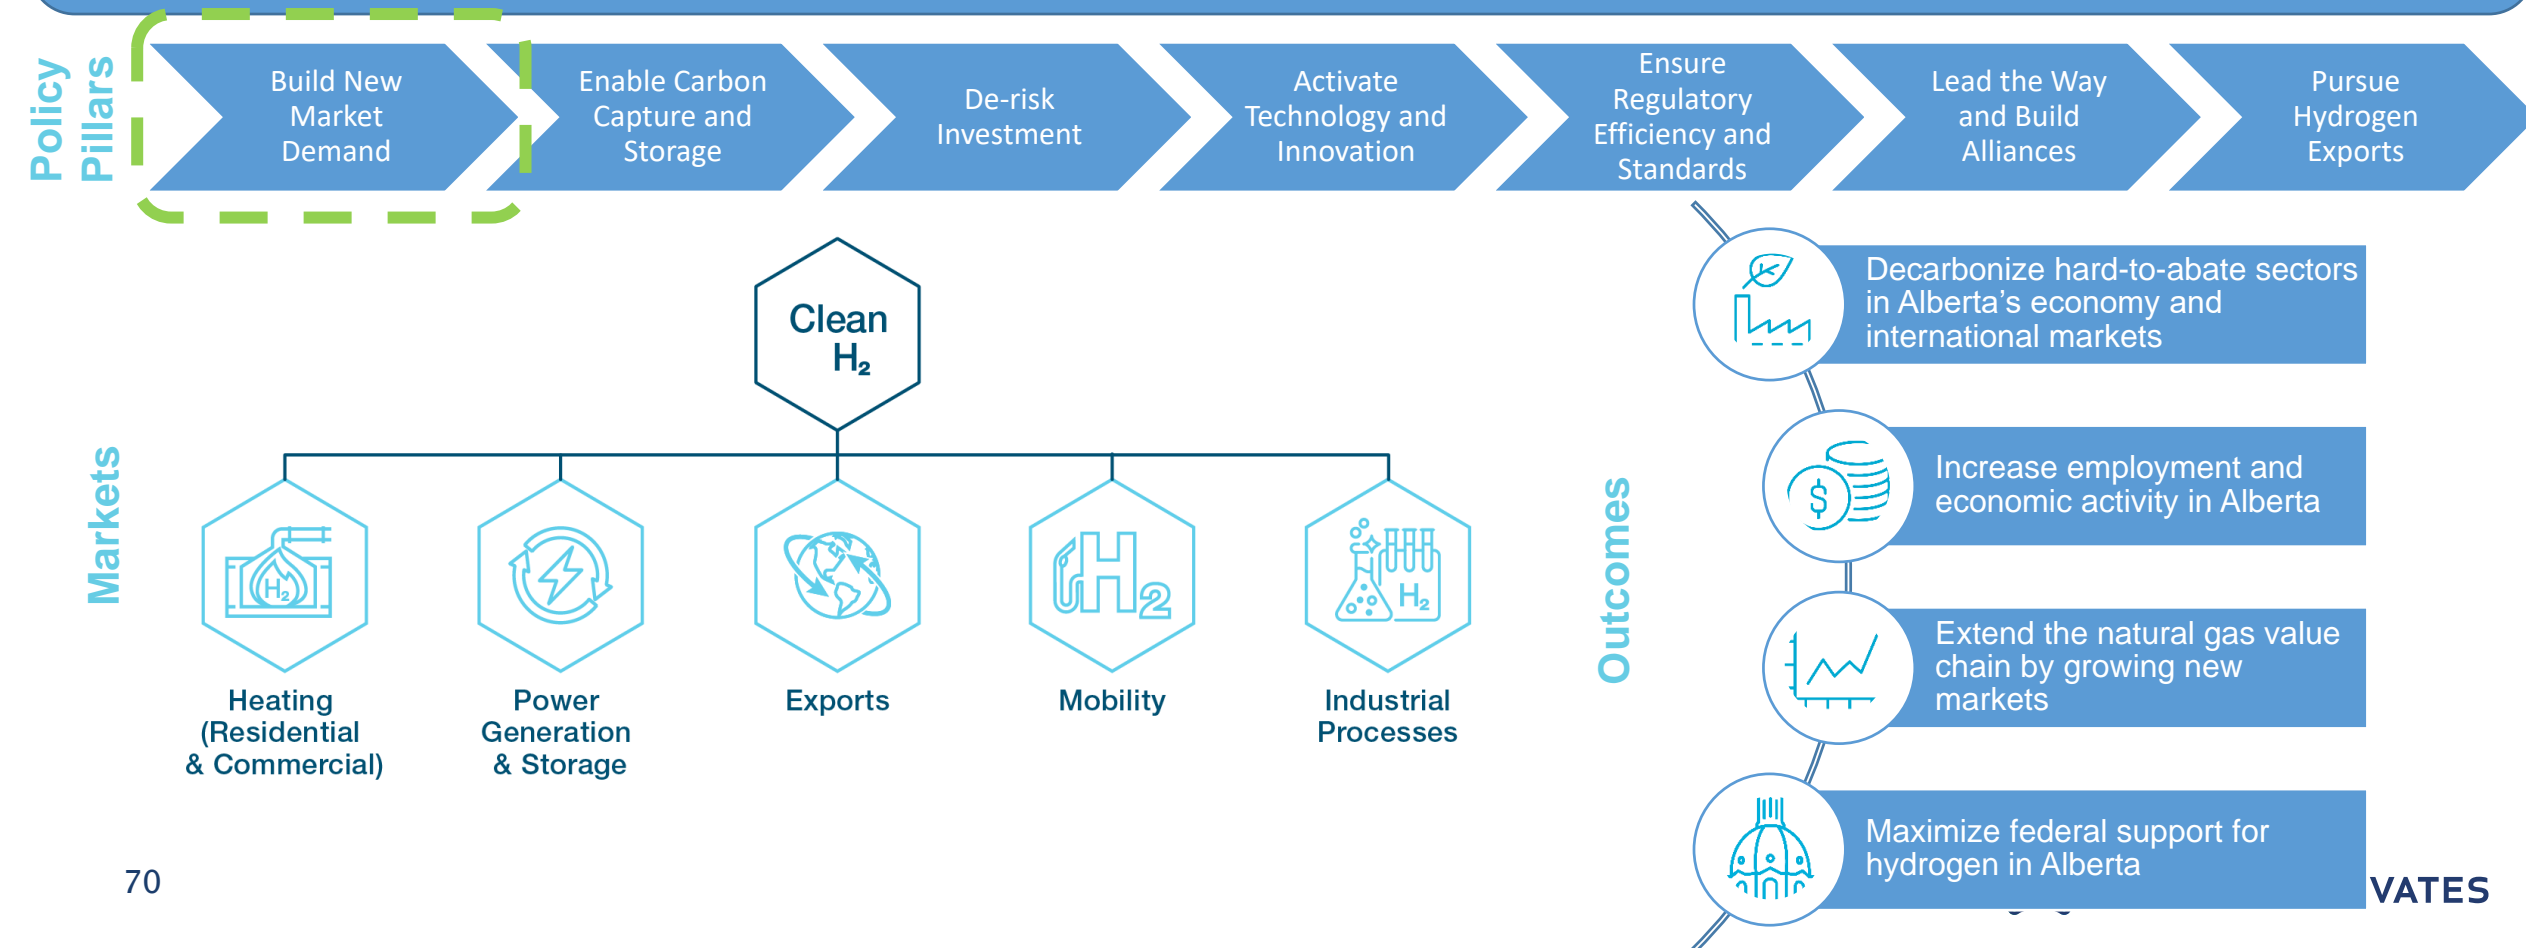 Policy
Pillars
Build New
Market
Demand
Enable Carbon
Capture and
Storage
De-risk
Investment
Activate
Technology and
Innovation
Ensure
Regulatory
Efficiency and
Standards
Lead the Way
and Build
Alliances
Pursue
Hydrogen
Exports
Markets
Clean
H₂
H₂
H₂
H₂
Heating
(Residential
& Commercial)
Power
Generation
& Storage
Exports
Mobility
Industrial
Processes
Outcomes
Decarbonize hard-to-abate sectors
in Alberta’s economy and
international markets
$
Increase employment and
economic activity in Alberta
Extend the natural gas value
chain by growing new
markets
Maximize federal support for
hydrogen in Alberta
70
VATES